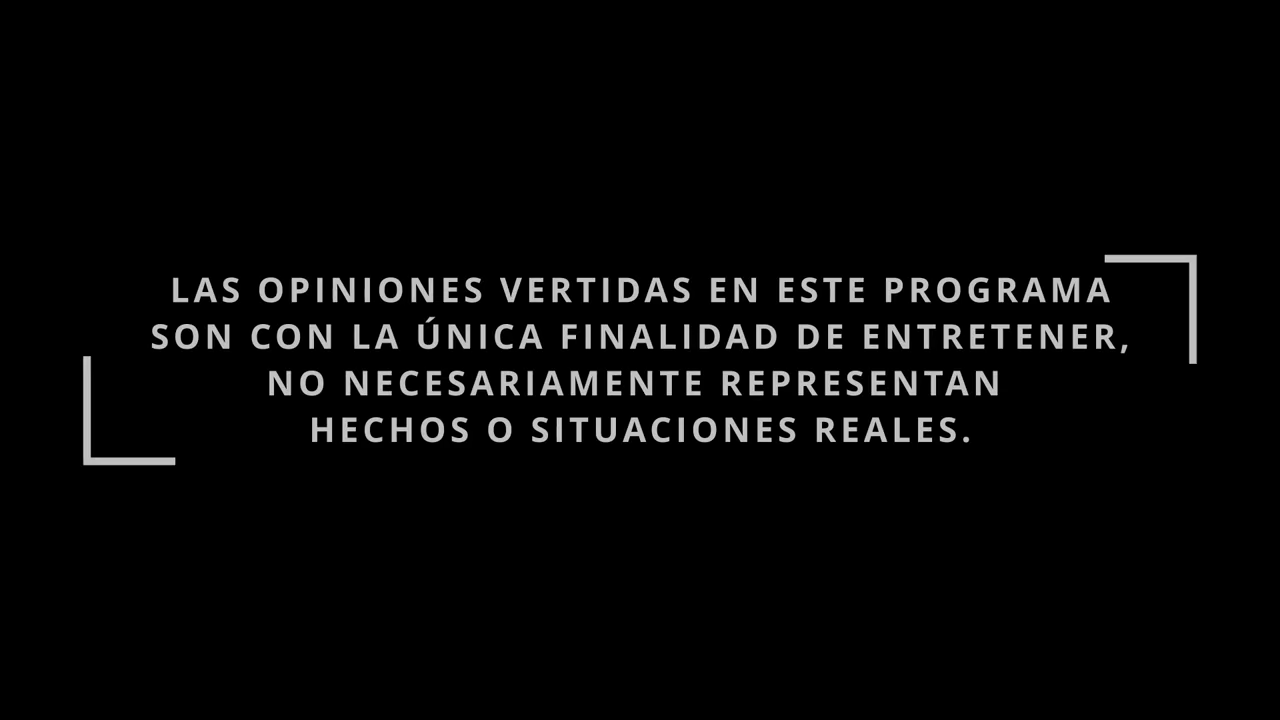 LAS OPINIONES VERTIDAS EN ESTE PROGRAMA
SON CON LA ÚNICA FINALIDAD DE ENTRETENER,
NO NECESARIAMENTE REPRESENTAN
HECHOS O SITUACIONES REALES.